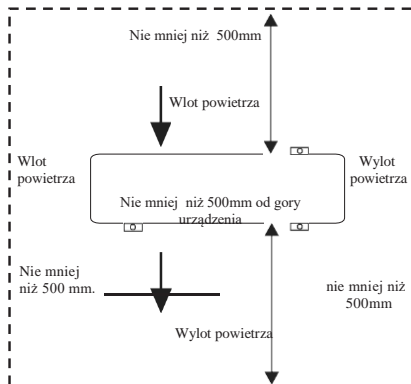 Nie mniej niż 500mm
Wlot powietrza
Wlot
powietrza
Wylot
powietrza
Nie mniej niż 500mm od gory
urządzenia
Nie mniej
niż 500 mm.
nie mniej niż
500mm
Wylot powietrza